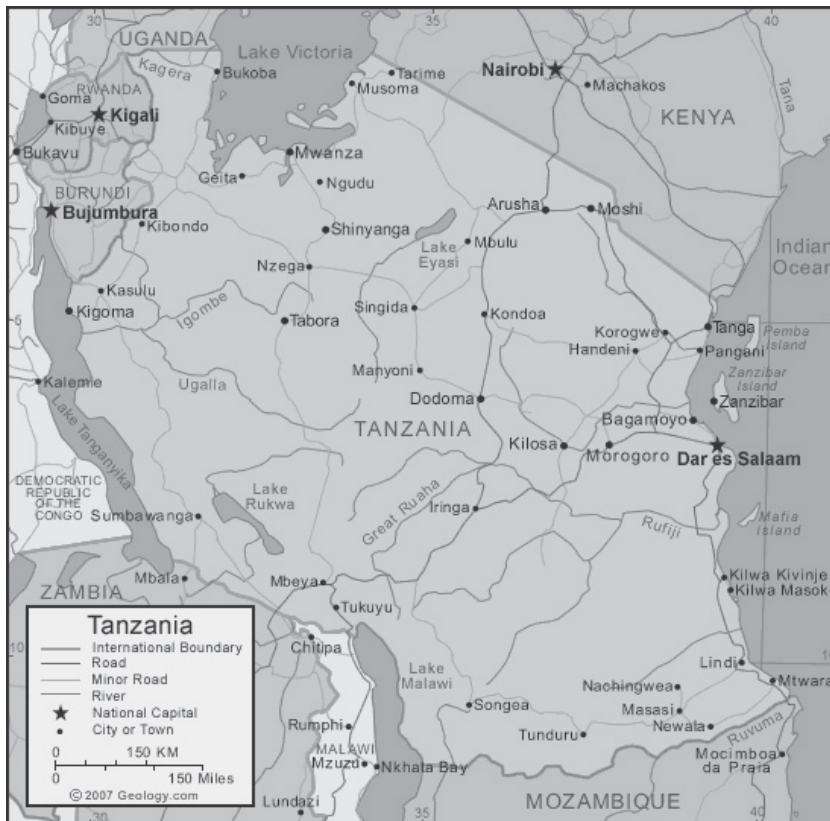 30
35
40
UGANDA
Lake Victoria
Kagera
Bukoba
Tarime
Musoma
Nairobi
Machakos
Tana
Goma
RWANDA
Kigali
Kibuye
KENYA
Bukavu
Mwanza
Geita
Ngudu
BURUNDI
Bujumbura
Kibondo
Shinyanga
Arusha
Moshi
Lake
Eyasi
Mbulu
Indian
Ocean
Nzega
Kasulu
Kigoma
Igombe
Tabora
Singida
Kondoa
5
Korogwe
Tanga
Handeni
Pangani
Pemba
Island
Kalemie
Ugalla
Manyoni
Zanzibar
Island
Dodoma
Zanzibar
Bagamoyo
TANZANIA
Kilosa
Morogoro
Dar es Salaam
Lake Tanganyika
DEMOCRATIC
REPUBLIC
OF THE
CONGO
Lake
Rukwa
Great Ruaha
Iringa
Sumbawanga
Rufiji
Mafia
Island
Mbala
ZAMBIA
Mbeya
Tukuyu
Kilwa Kivinje
Kilwa Masoko
Chitipa
Lake
Malawi
Lindi
10
Mtwara
Nachingwea
Songea
Masasi
Newala
Tunduru
Ruvuma
Rumphi
MALAWI
Mzuzu
Nkhata Bay
Mocimboa
da Praia
Lundazi
MOZAMBIQUE
30
35
40
Tanzania
International Boundary
Road
Minor Road
River
National Capital
City or Town
0 150 KM
0 150 Miles
© 2007 Geology.com